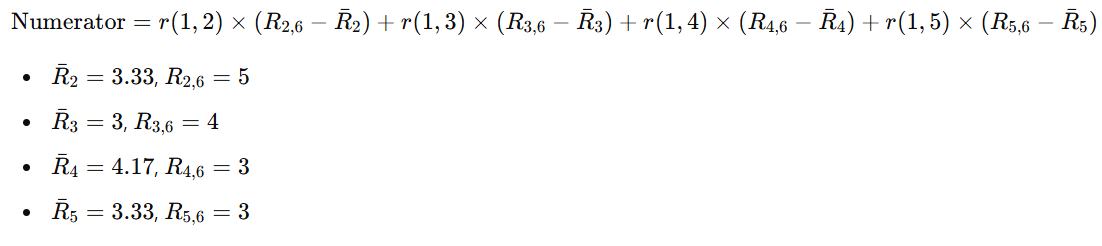 Numerator = r(1, 2) × (R₂,₆ − R̄₂) + r(1, 3) × (R₃,₆ − R̄₃) + r(1, 4) × (R₄,₆ − R̄₄) + r(1, 5) × (R₅,₆ − R̄₅)
• R̄₂ = 3.33, R₂,₆ = 5
• R̄₃ = 3, R₃,₆ = 4
• R̄₄ = 4.17, R₄,₆ = 3
• R̄₅ = 3.33, R₅,₆ = 3